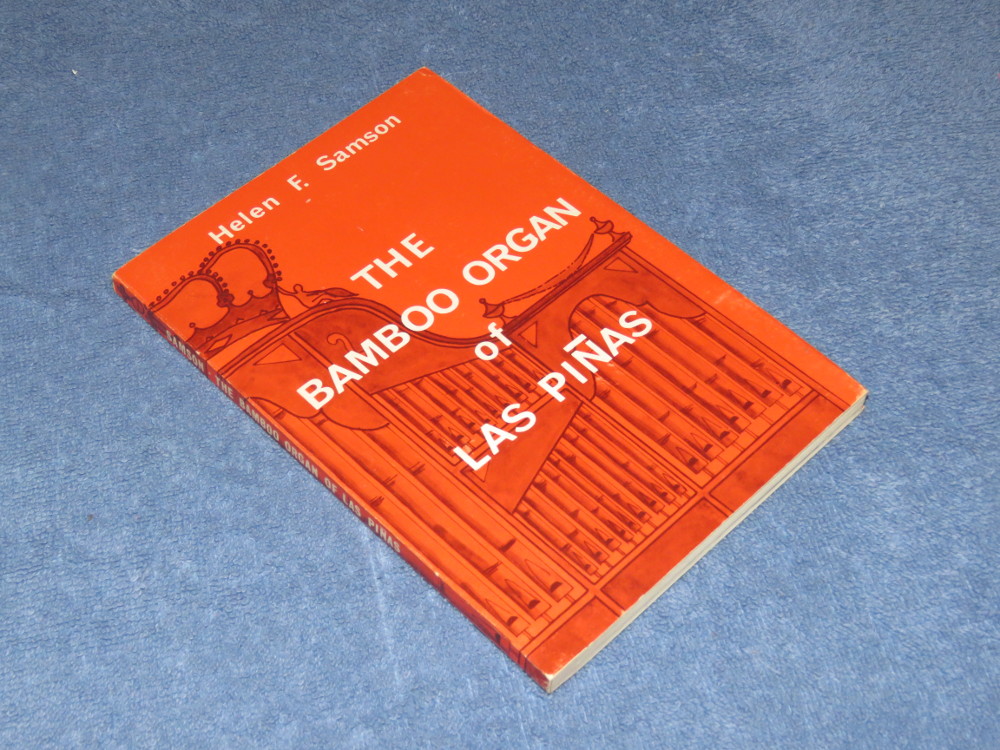 Helen F. Samson
THE
BAMBOO ORGAN
of
LAS PIÑAS
SAMSON THE BAMBOO ORGAN OF LAS PIÑAS